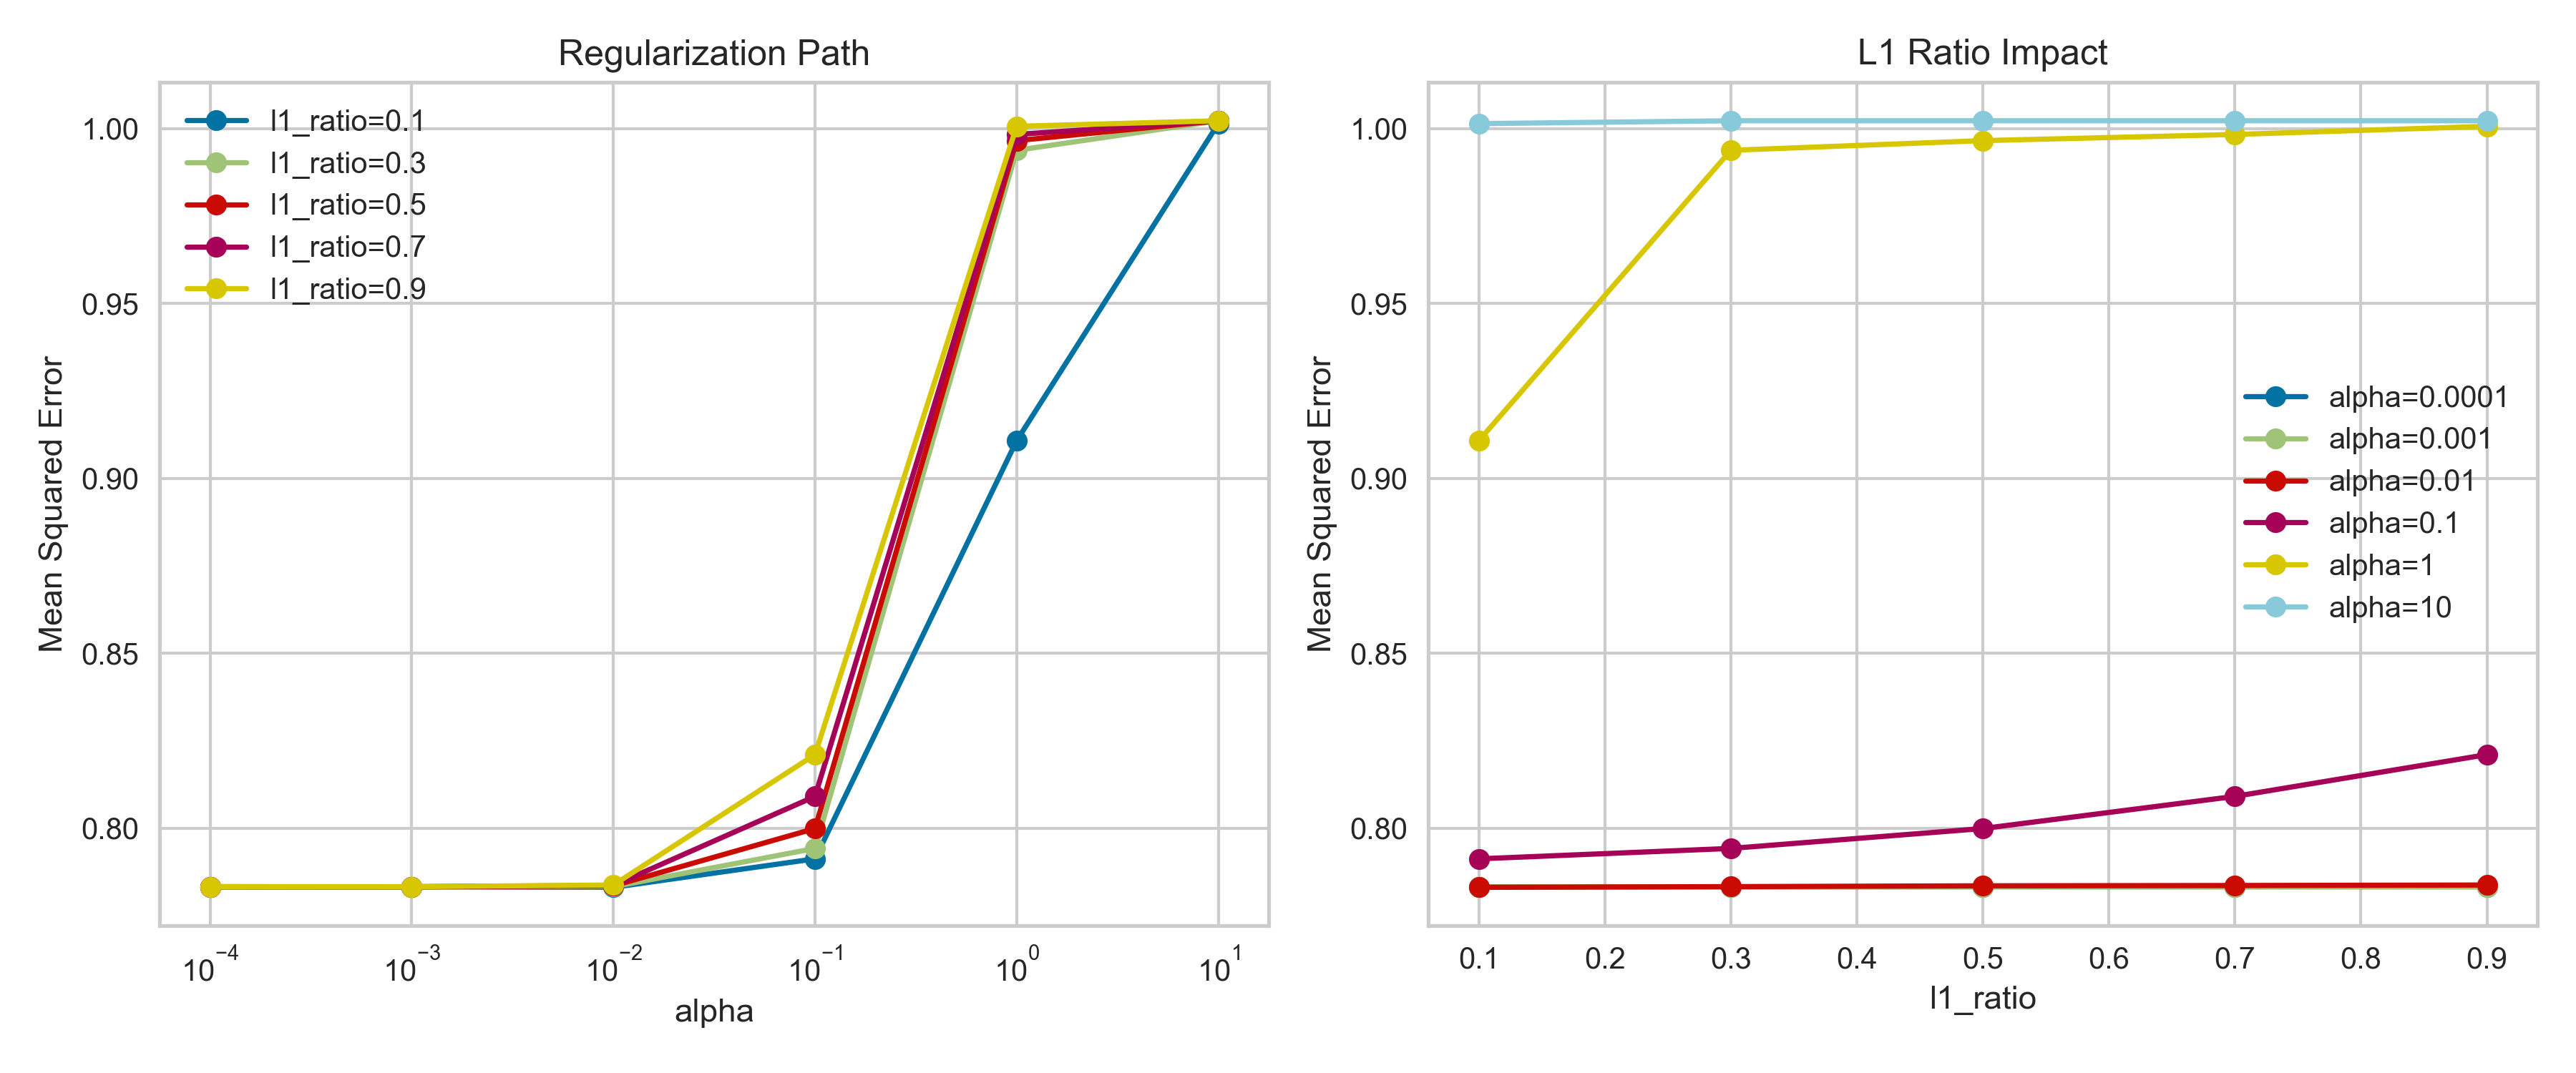 Regularization Path
Mean Squared Error
1.00
0.95
0.90
0.85
0.80
l1_ratio=0.1
l1_ratio=0.3
l1_ratio=0.5
l1_ratio=0.7
l1_ratio=0.9
10⁻⁴ 10⁻³ 10⁻² 10⁻¹ 10⁰ 10¹
alpha
L1 Ratio Impact
Mean Squared Error
1.00
0.95
0.90
0.85
0.80
alpha=0.0001
alpha=0.001
alpha=0.01
alpha=0.1
alpha=1
alpha=10
0.1 0.2 0.3 0.4 0.5 0.6 0.7 0.8 0.9
l1_ratio